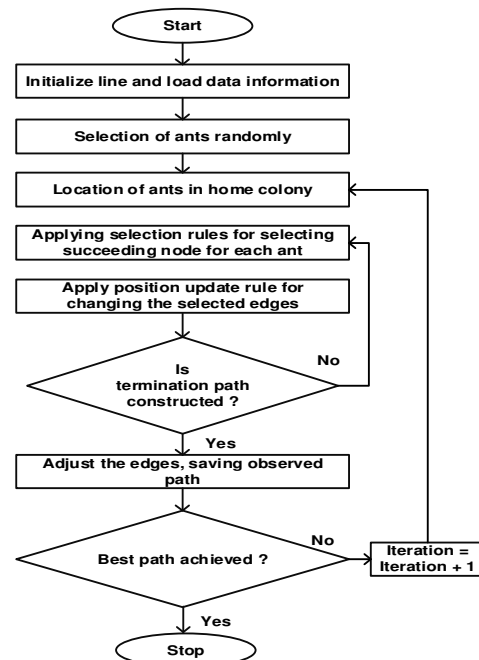 Start
Initialize line and load data information
Selection of ants randomly
Location of ants in home colony
Applying selection rules for selecting
succeeding node for each ant
Apply position update rule for
changing the selected edges
Is
termination path
constructed ?
No
Yes
Adjust the edges, saving observed
path
Best path achieved ?
No
Iteration =
Iteration + 1
Yes
Stop